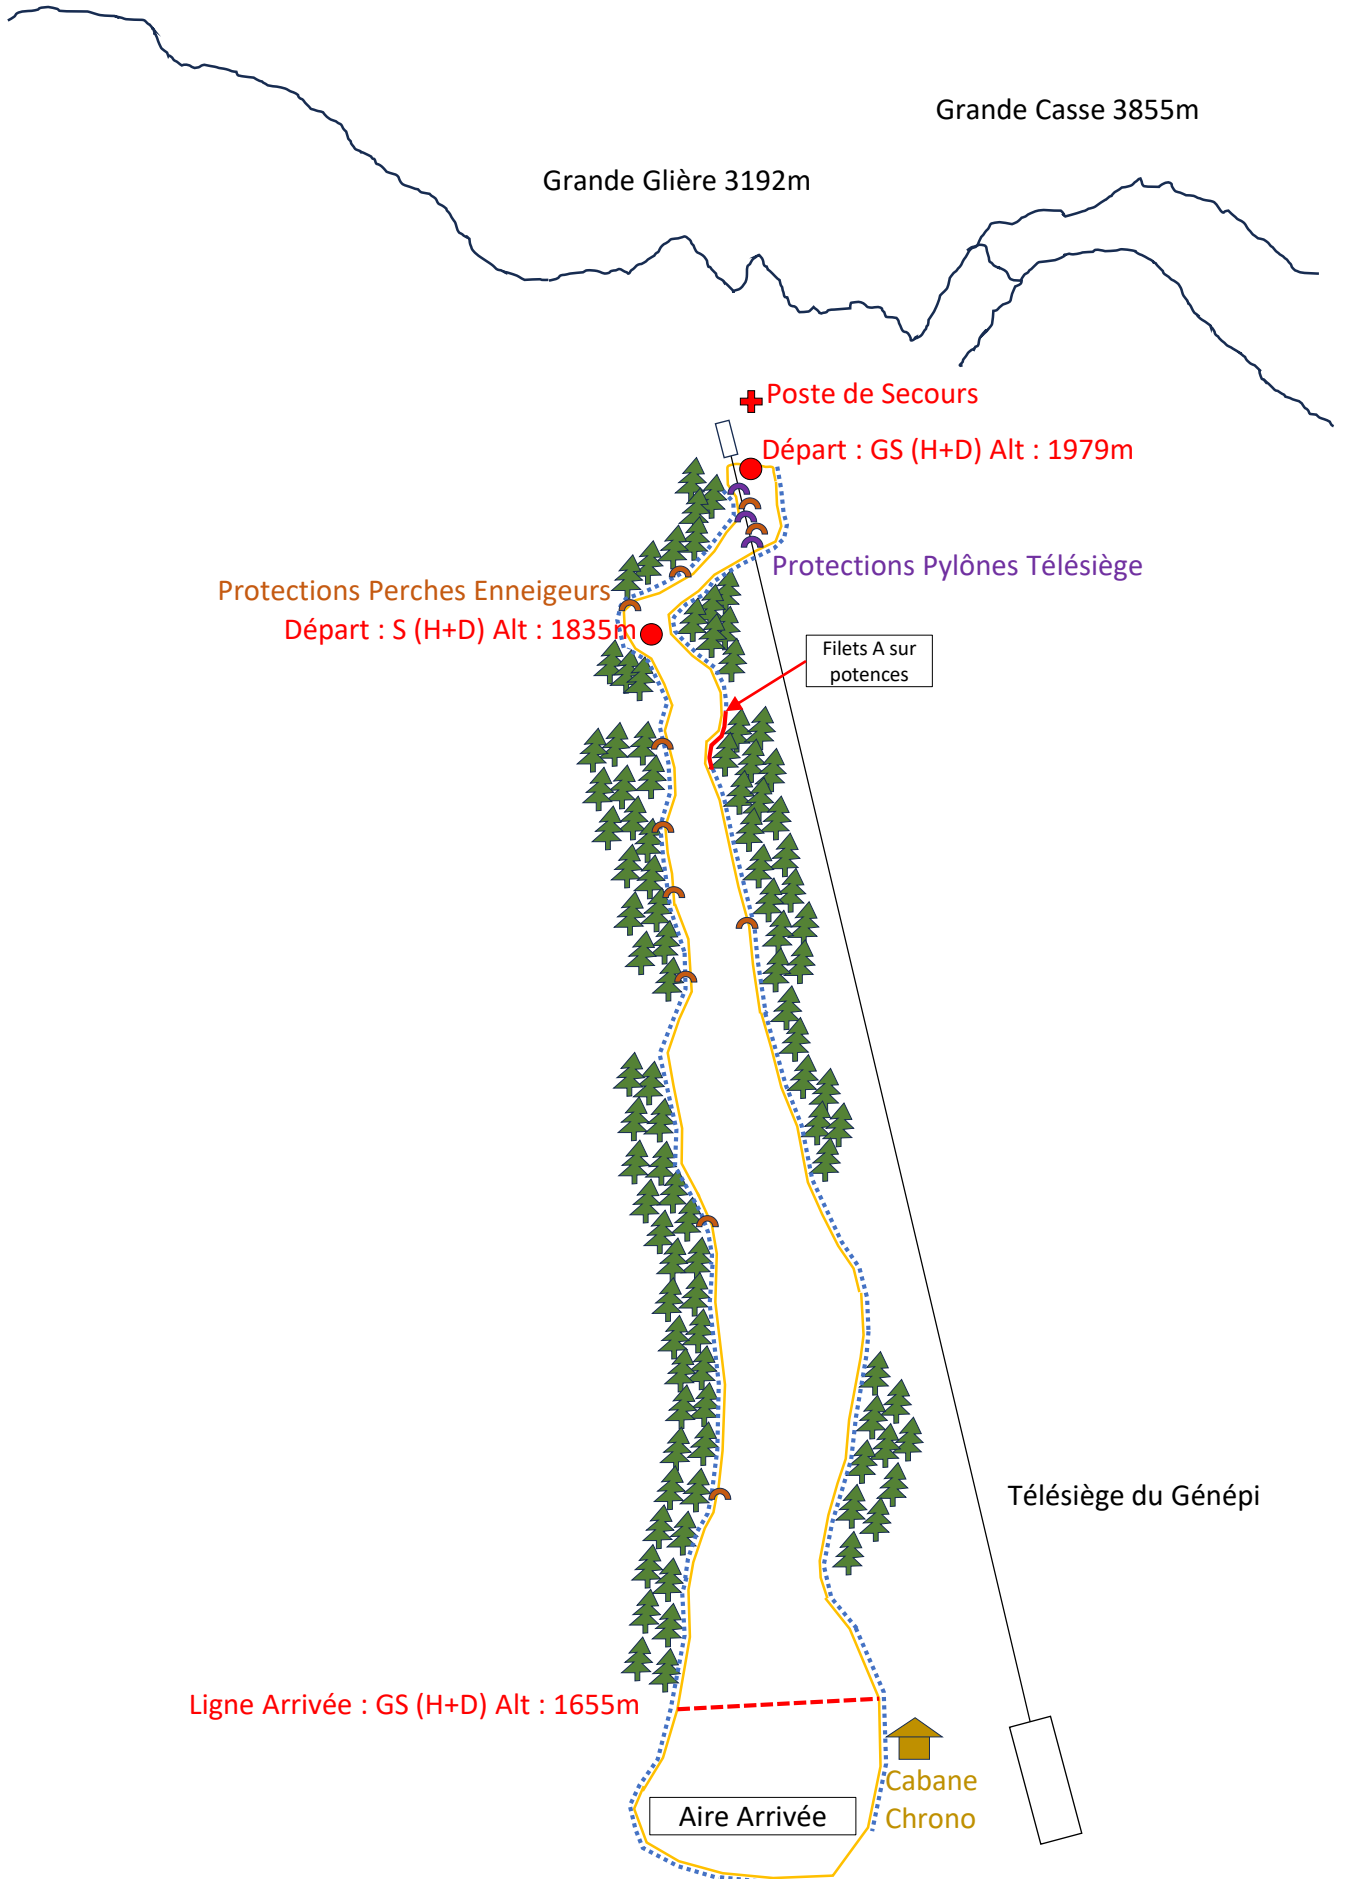 Grande Casse 3855m
Grande Glière 3192m
Poste de Secours
Départ : GS (H+D) Alt : 1979m
Protections Pylônes Télésiège
Protections Perches Enneigeurs
Départ : S (H+D) Alt : 1835m
Filets A sur
potences
Télésiège du Génépi
Ligne Arrivée : GS (H+D) Alt : 1655m
Cabane
Chrono
Aire Arrivée